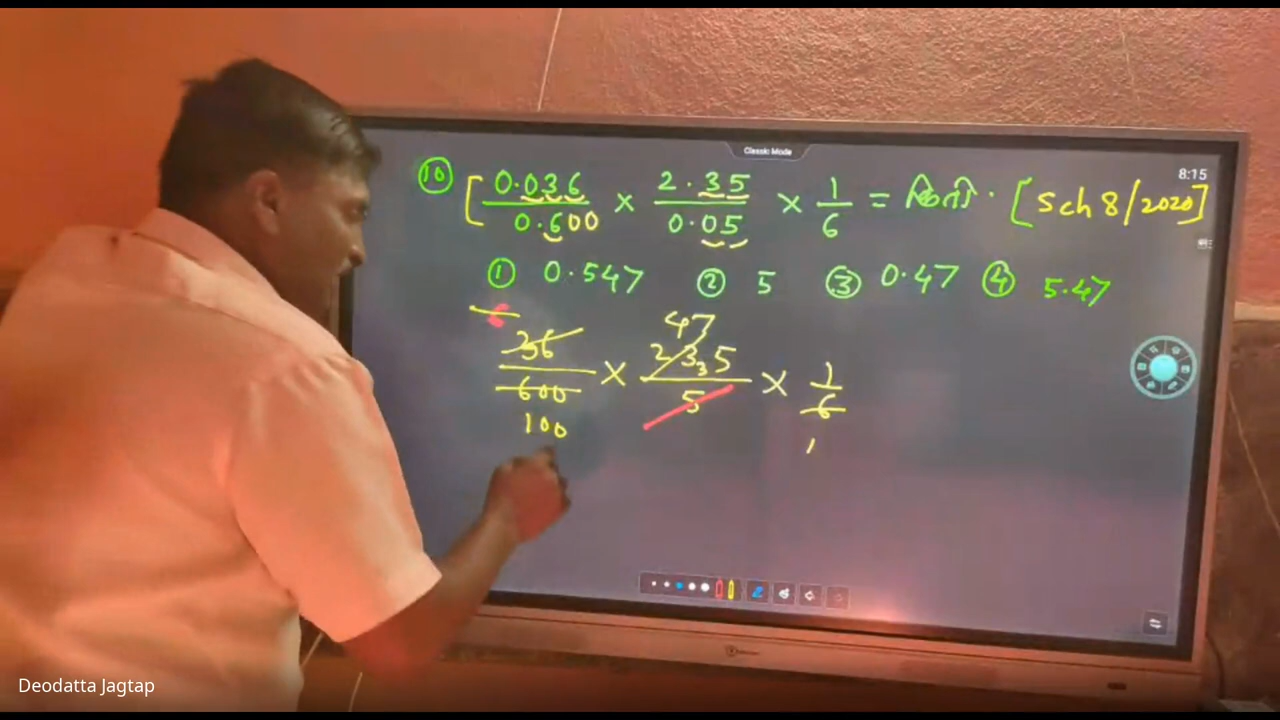 Classic Mode
8:15
10 [ 0.036 / 0.600 × 2.35 / 0.05 × 1/6 = किती . [Sch 8/2020]
① 0.547 ② 5 ③ 0.47 ④ 5.47
6 47
36 / 600 × 23₃5 / 5 × 1/6
100 1
Deodatta Jagtap